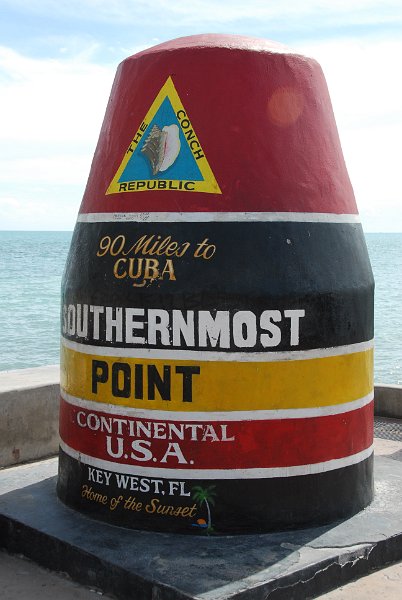 THE CONCH
REPUBLIC
90 Miles to
CUBA
SOUTHERNMOST
POINT
CONTINENTAL
U.S.A.
KEY WEST, FL
Home of the Sunset